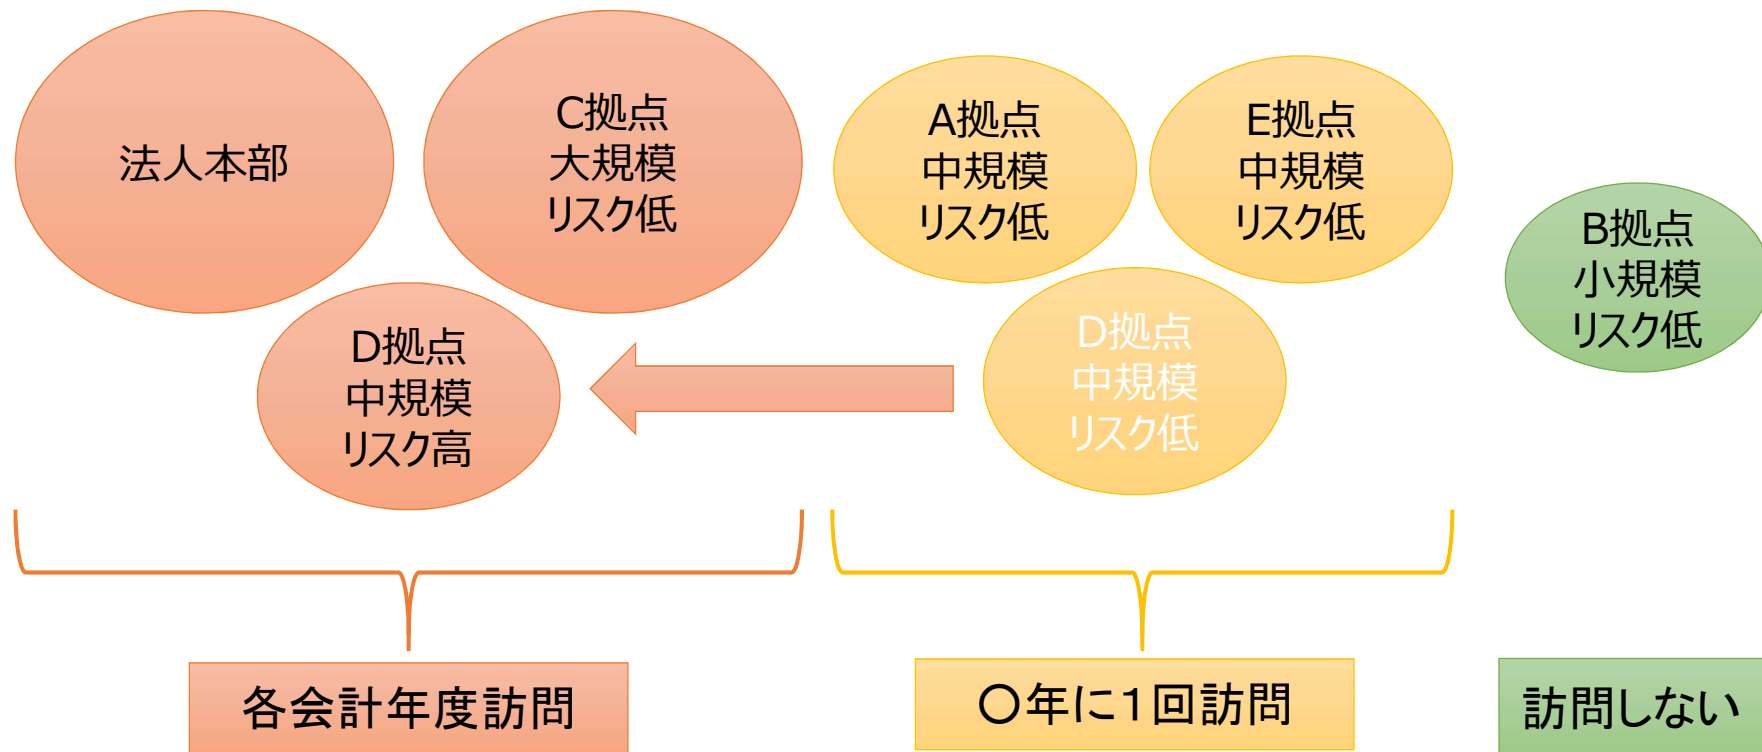 法人本部
C拠点
大規模
リスク低
D拠点
中規模
リスク高
A拠点
中規模
リスク低
E拠点
中規模
リスク低
D拠点
中規模
リスク低
B拠点
小規模
リスク低
各会計年度訪問
〇年に１回訪問
訪問しない